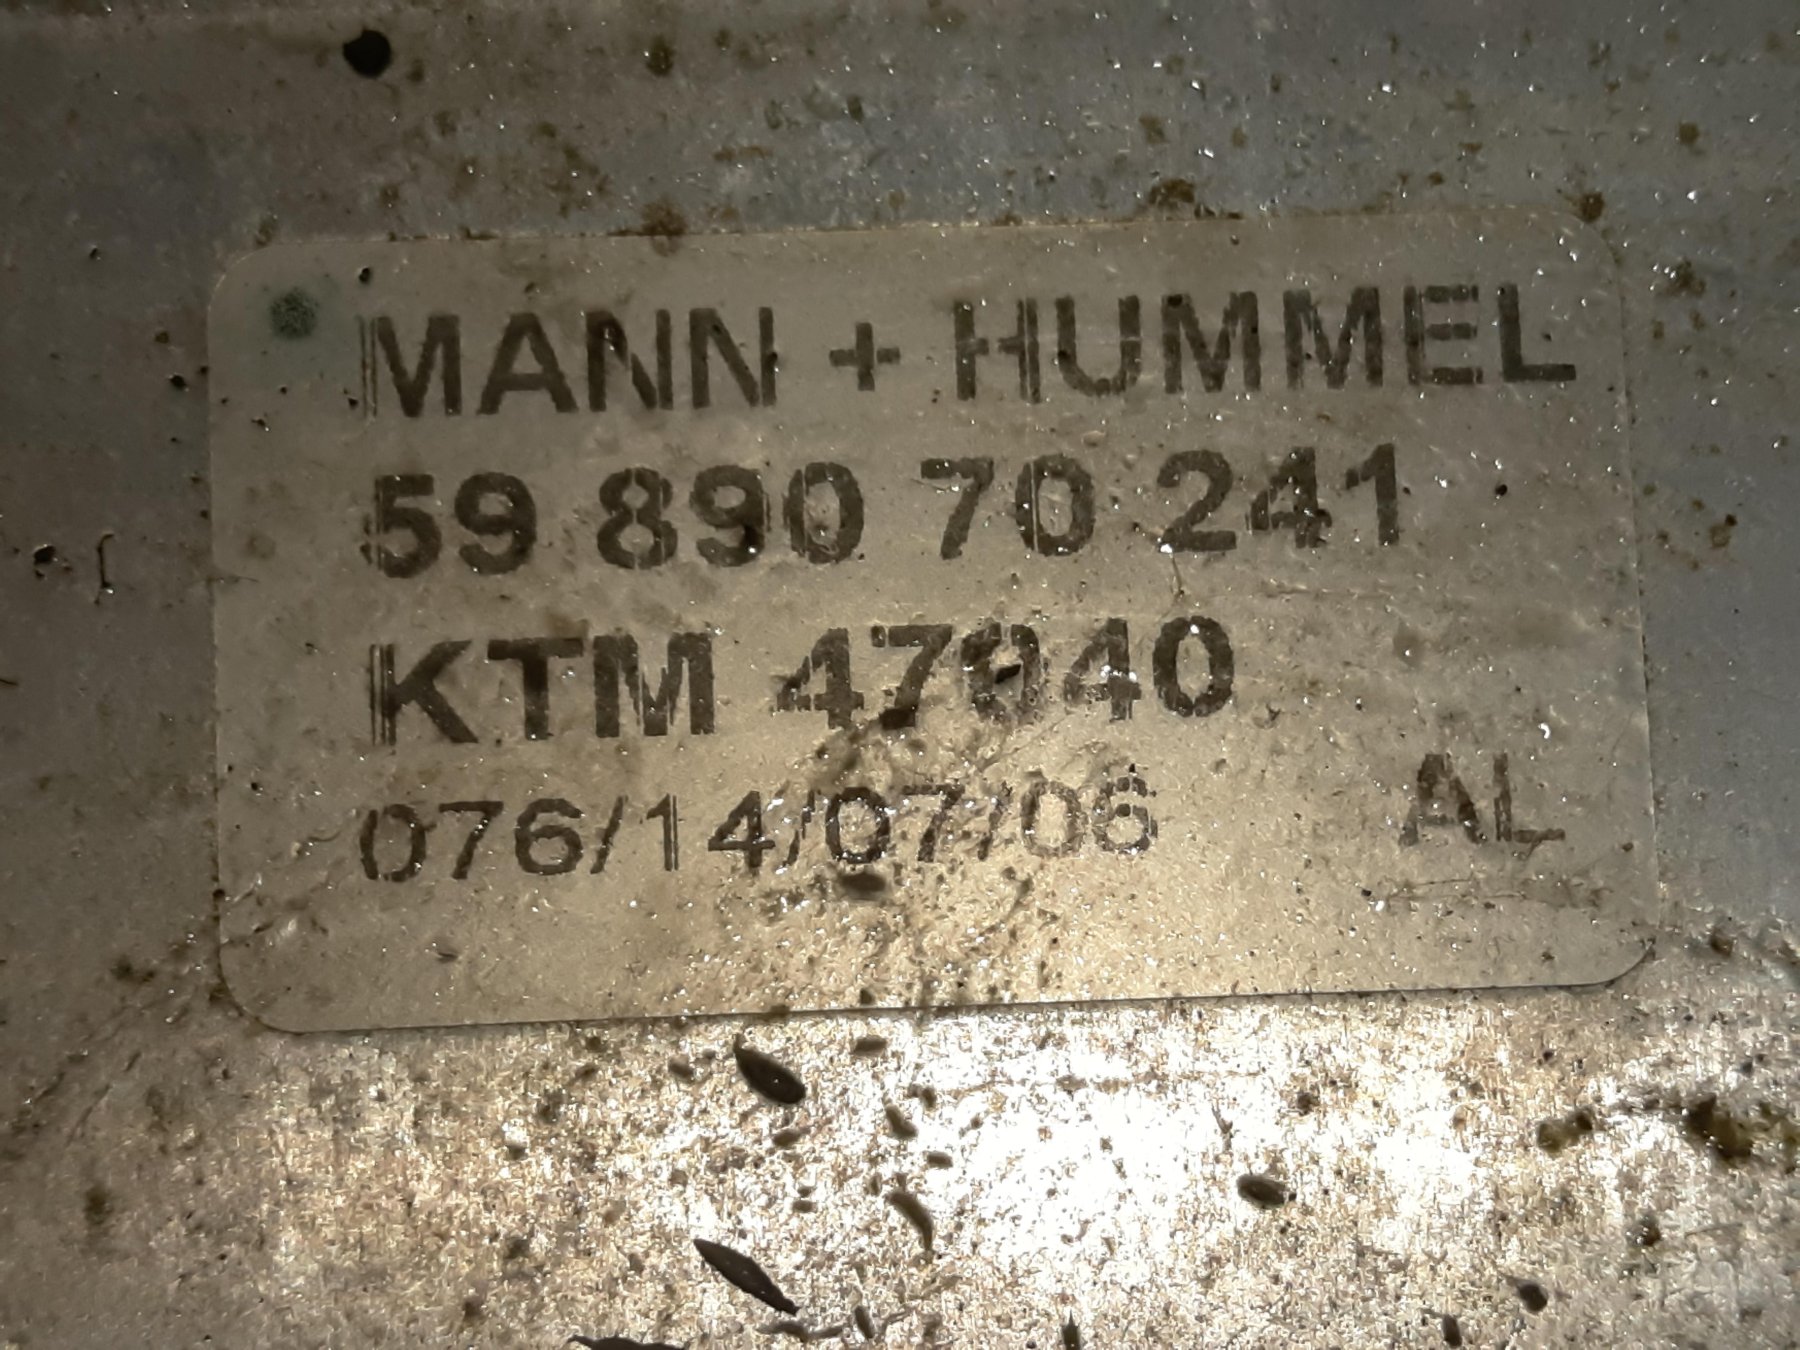 MANN + HUMMEL
59 890 70 241
KTM 47040
076/14/07/06 AL